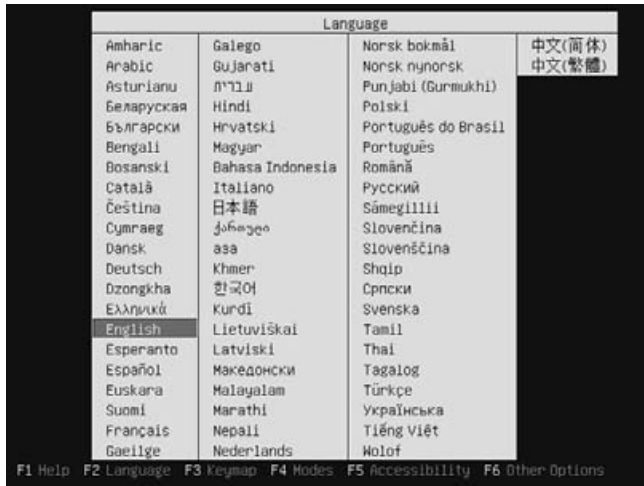 Language
Amharic
Arabic
Asturianu
Беларуская
Български
Bengali
Bosanski
Català
Čeština
Cymraeg
Dansk
Deutsch
Dzongkha
Ελληνικά
English
Esperanto
Español
Euskara
Suomi
Français
Gaeilge
Galego
Gujarati
עברית
Hindi
Hrvatski
Magyar
Bahasa Indonesia
Italiano
日本語
ქართული
Khmer
한국어
Kurdî
Lietuviškai
Latviski
Македонски
Malayalam
Marathi
Nepali
Nederlands
Norsk bokmål
Norsk nynorsk
Punjabi (Gurmukhi)
Polski
Português do Brasil
Português
Română
Русский
Sámegillii
Slovenčina
Slovenščina
Shqip
Српски
Svenska
Tamil
Thai
Tagalog
Türkçe
Українська
Tiếng Việt
Wolof
中文(简体)
中文(繁體)
F1 Help F2 Language F3 Keymap F4 Modes F5 Accessibility F6 Other Options